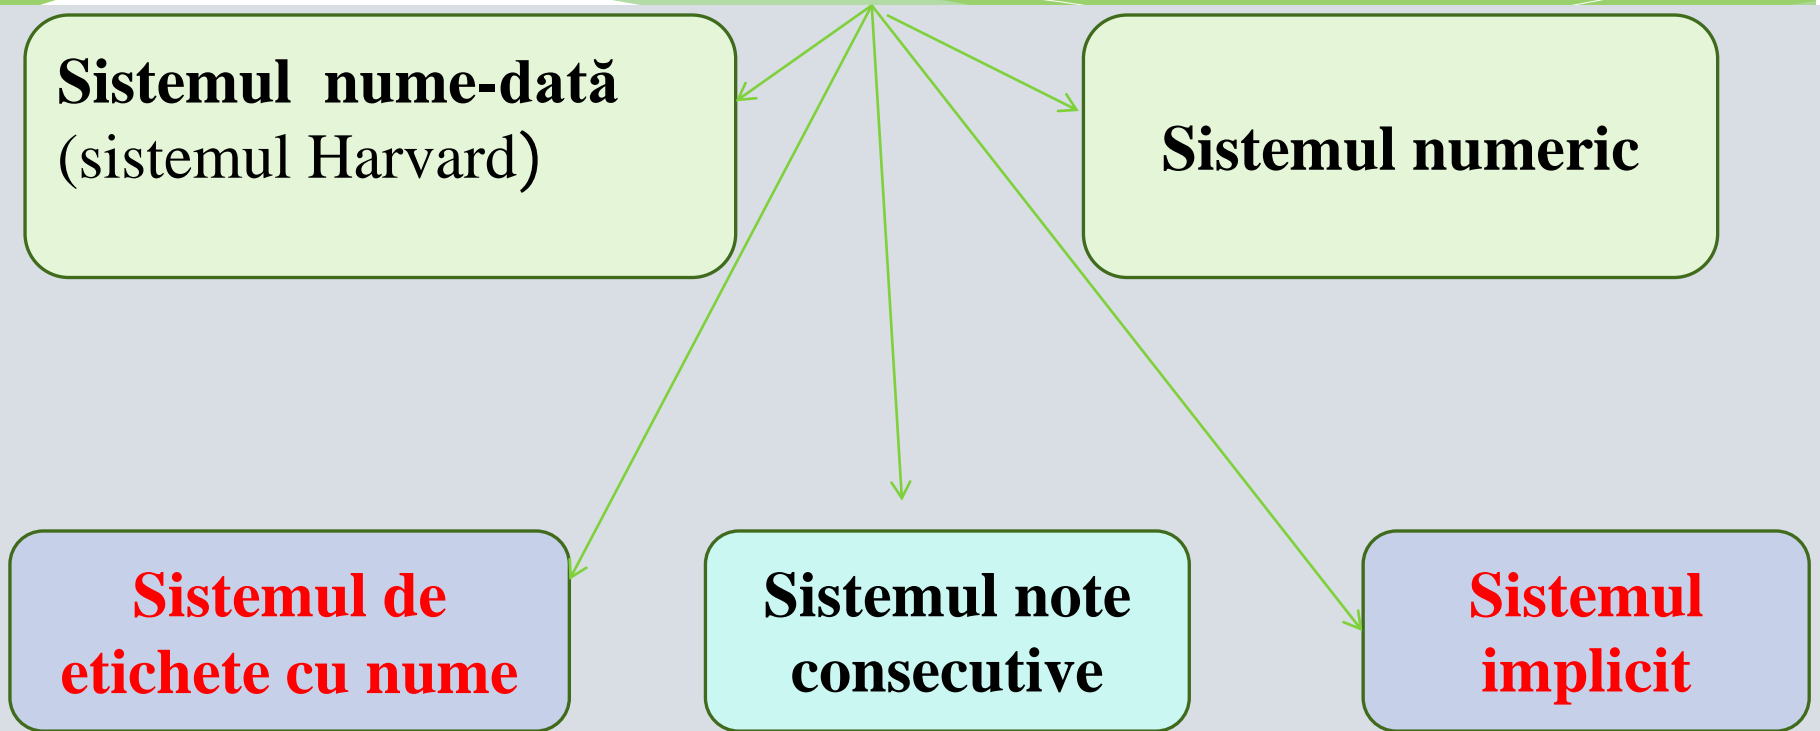 Sistemul nume-dată
(sistemul Harvard)
Sistemul numeric
Sistemul de
etichete cu nume
Sistemul note
consecutive
Sistemul
implicit